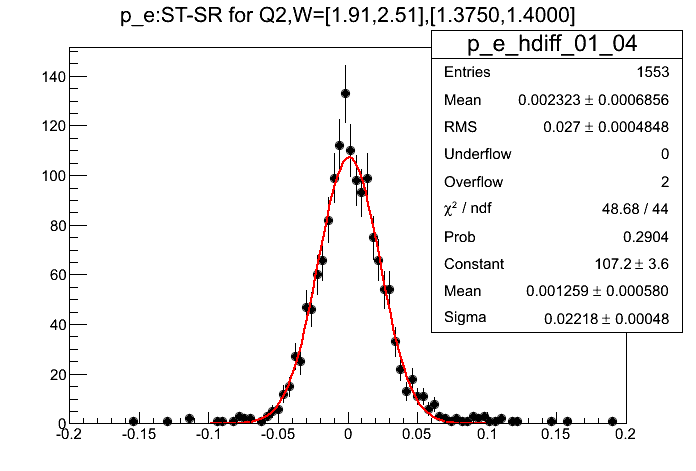 p_e:ST-SR for Q2,W=[1.91,2.51],[1.3750,1.4000]
p_e_hdiff_01_04
Entries 1553
Mean 0.002323 ± 0.0006856
RMS 0.027 ± 0.0004848
Underflow 0
Overflow 2
χ² / ndf 48.68 / 44
Prob 0.2904
Constant 107.2 ± 3.6
Mean 0.001259 ± 0.000580
Sigma 0.02218 ± 0.00048
140
120
100
80
60
40
20
0
-0.2 -0.15 -0.1 -0.05 0 0.05 0.1 0.15 0.2